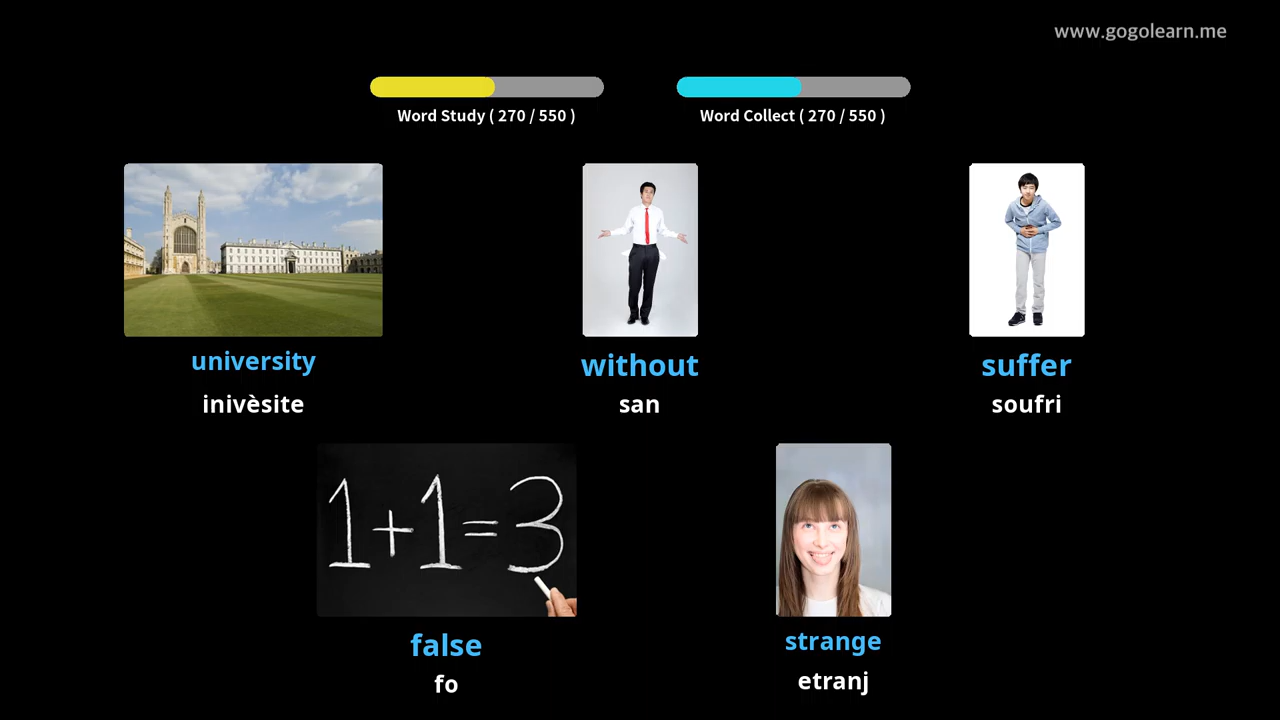 www.gogolearn.me
Word Study ( 270 / 550 )
Word Collect ( 270 / 550 )
university
inivèsite
without
san
suffer
soufri
1+1=3
false
fo
strange
etranj